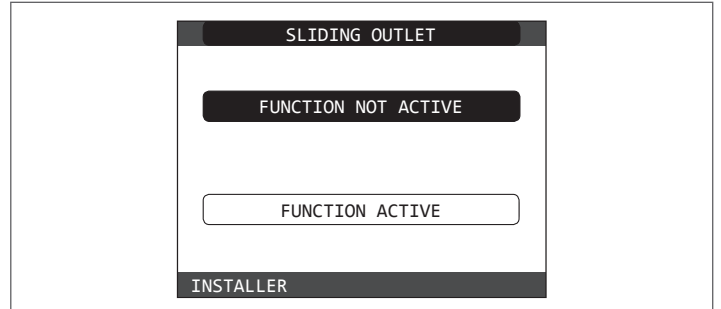 SLIDING OUTLET
FUNCTION NOT ACTIVE
FUNCTION ACTIVE
INSTALLER